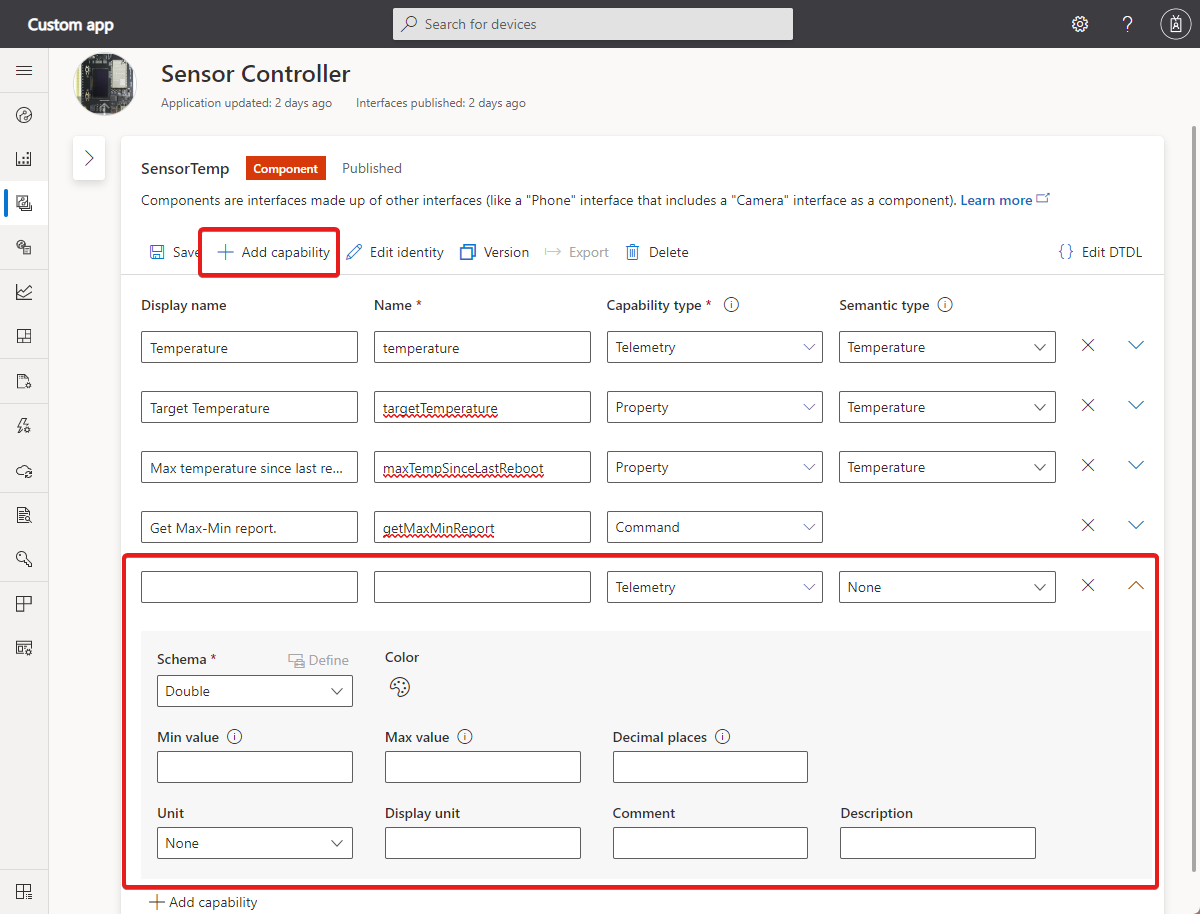 Custom app
Search for devices
Sensor Controller
Application updated: 2 days ago Interfaces published: 2 days ago
SensorTemp Component Published
Components are interfaces made up of other interfaces (like a "Phone" interface that includes a "Camera" interface as a component). Learn more
Save Add capability Edit identity Version Export Delete {} Edit DTDL
Display name Name * Capability type * Semantic type
Temperature temperature Telemetry Temperature
Target Temperature targetTemperature Property Temperature
Max temperature since last re... maxTempSinceLastReboot Property Temperature
Get Max-Min report. getMaxMinReport Command
Telemetry None
Schema * Define Color
Double
Min value Max value Decimal places
Unit Display unit Comment Description
None
Add capability